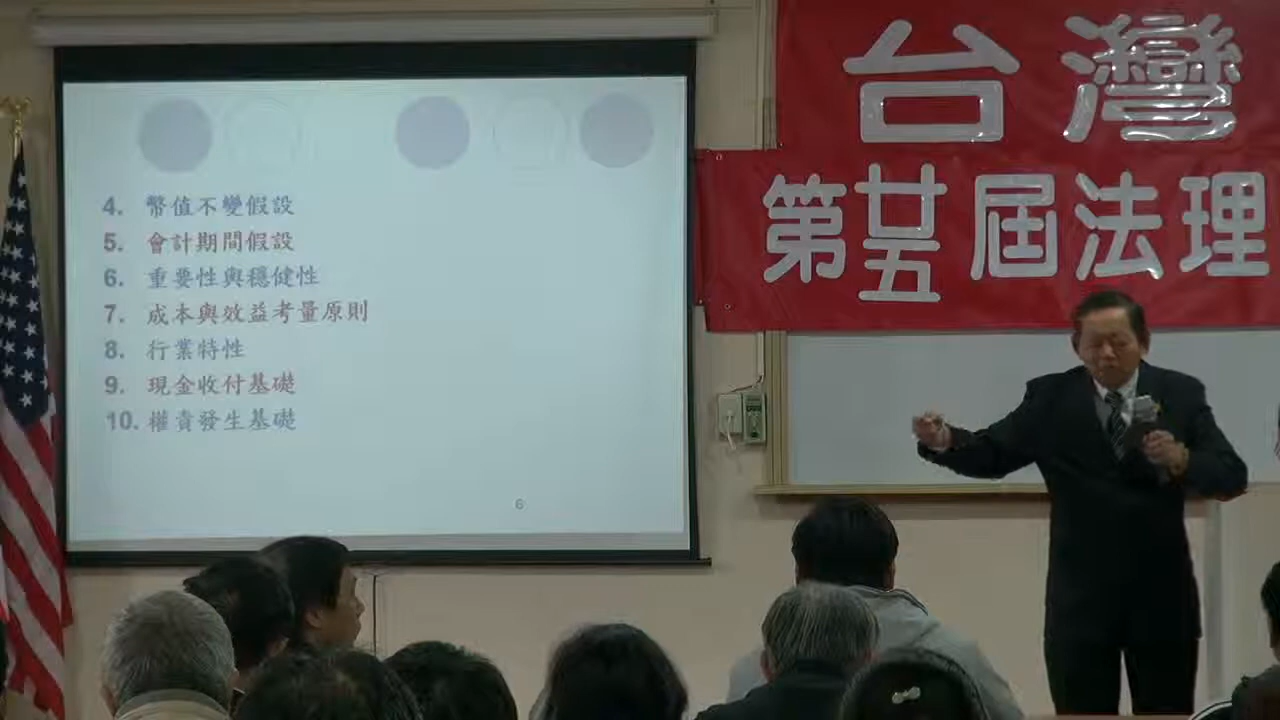 4. 幣值不變假設
5. 會計期間假設
6. 重要性與穩健性
7. 成本與效益考量原則
8. 行業特性
9. 現金收付基礎
10. 權責發生基礎
6
台灣
第廿五屆法理